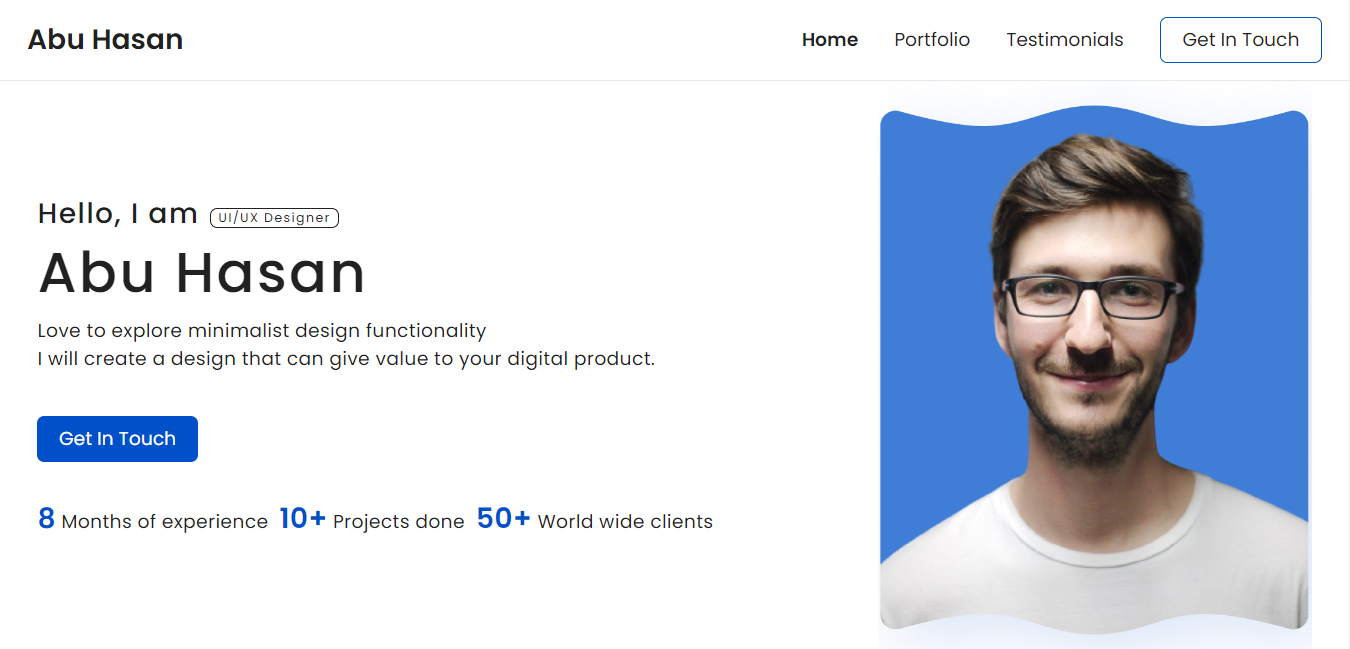 Abu Hasan
Home Portfolio Testimonials Get In Touch
Hello, I am UI/UX Designer
Abu Hasan
Love to explore minimalist design functionality
I will create a design that can give value to your digital product.
Get In Touch
8 Months of experience 10+ Projects done 50+ World wide clients